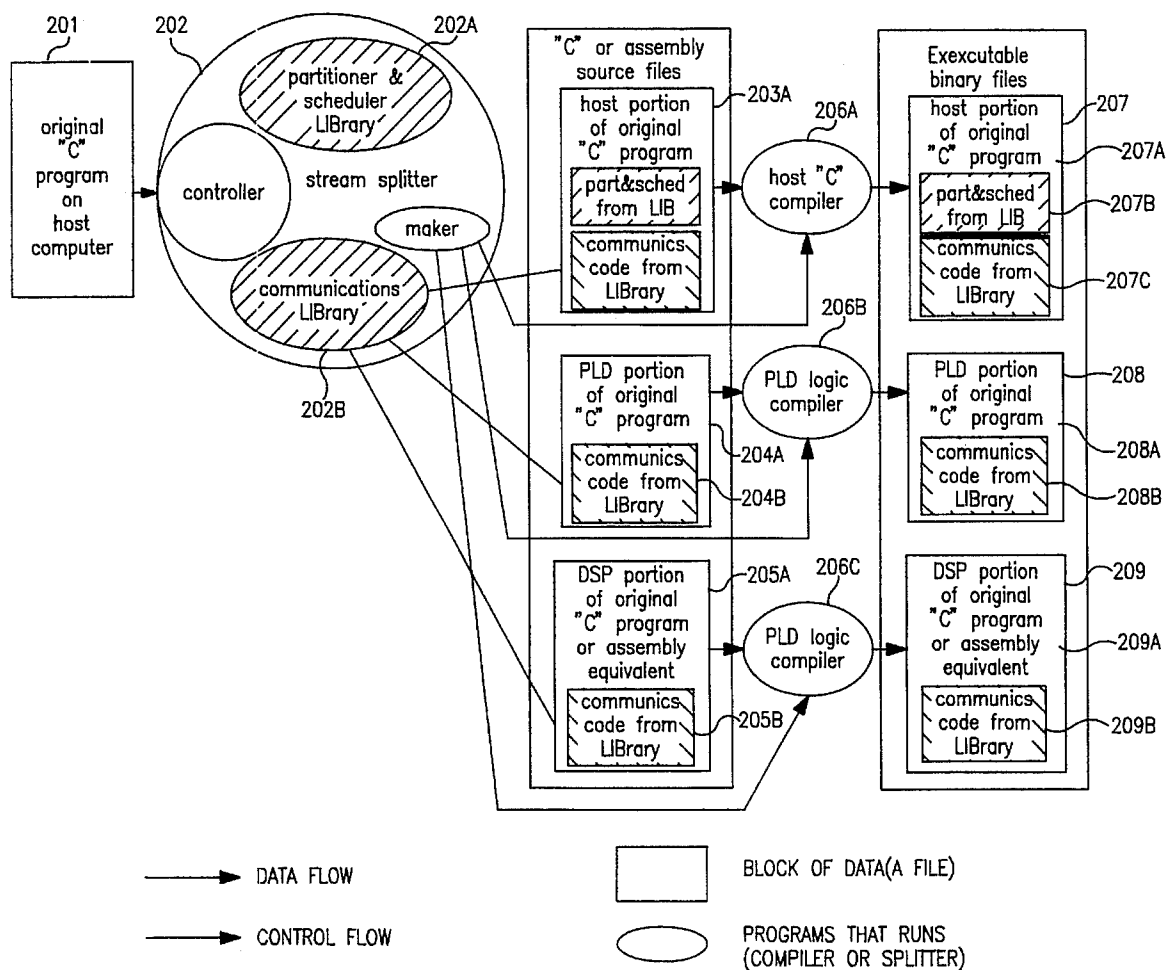 201
original
"C"
program
on
host
computer
202
202A
partitioner &
scheduler
LIBrary
controller
stream splitter
maker
communications
LIBrary
202B
"C" or assembly
source files
203A
host portion
of original
"C" program
part&sched
from LIB
communics
code from
LIBrary
PLD portion
of original
"C" program
204A
communics
code from
LIBrary
204B
DSP portion
of original
"C" program
or assembly
equivalent
205A
communics
code from
LIBrary
205B
206A
host "C"
compiler
206B
PLD logic
compiler
206C
PLD logic
compiler
Exexcutable
binary files
207
host portion
of original
"C" program
207A
part&sched
from LIB
207B
communics
code from
LIBrary
207C
PLD portion
of original
"C" program
208
208A
communics
code from
LIBrary
208B
DSP portion
of original
"C" program
or assembly
equivalent
209
209A
communics
code from
LIBrary
209B
DATA FLOW
CONTROL FLOW
BLOCK OF DATA(A FILE)
PROGRAMS THAT RUNS
(COMPILER OR SPLITTER)